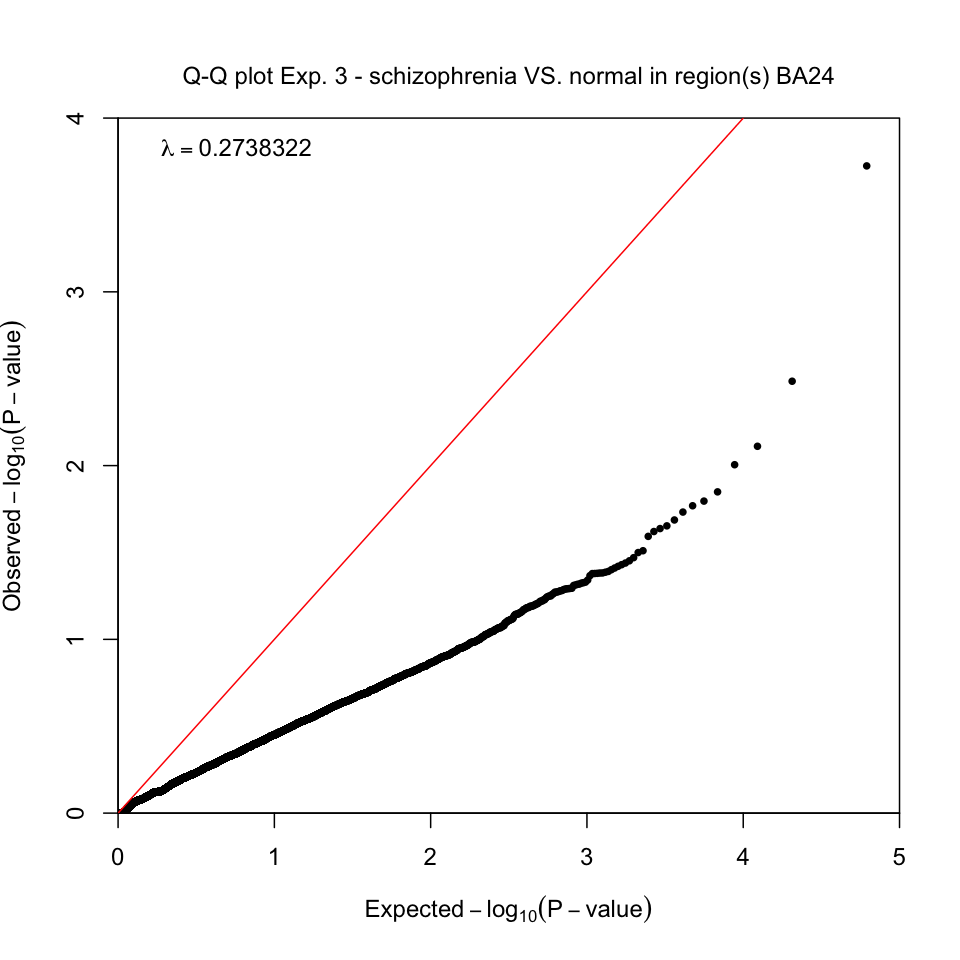 Q-Q plot Exp. 3 - schizophrenia VS. normal in region(s) BA24
λ = 0.2738322
4
3
2
1
0
Observed − log10(P − value)
0 1 2 3 4 5
Expected − log10(P − value)